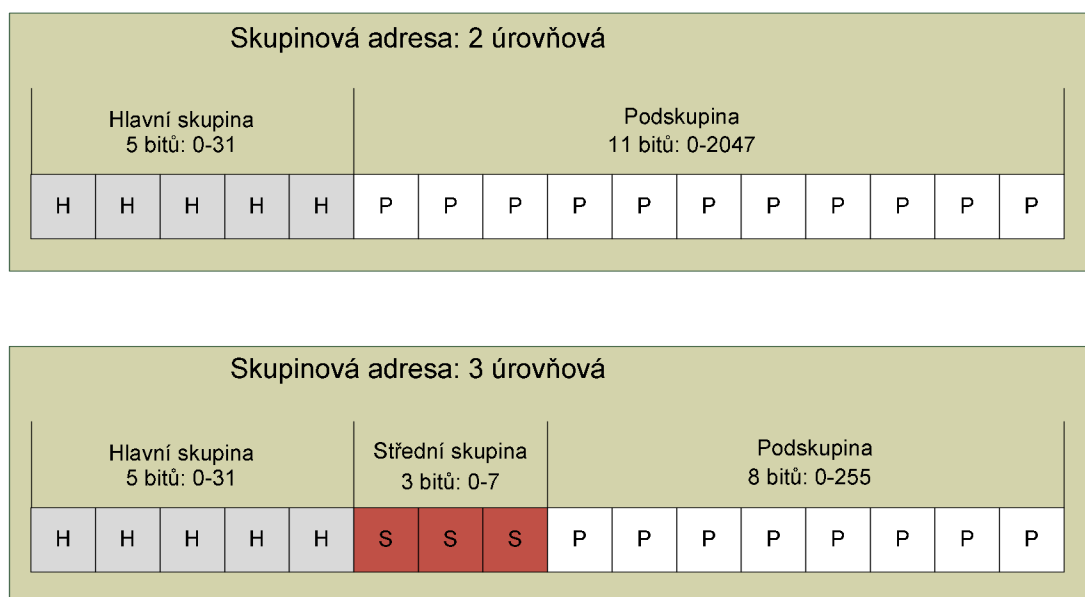 Skupinová adresa: 2 úrovňová
Hlavní skupina
5 bitů: 0-31
Podskupina
11 bitů: 0-2047
H H H H H P P P P P P P P P P P
Skupinová adresa: 3 úrovňová
Hlavní skupina
5 bitů: 0-31
Střední skupina
3 bitů: 0-7
Podskupina
8 bitů: 0-255
H H H H H S S S P P P P P P P P